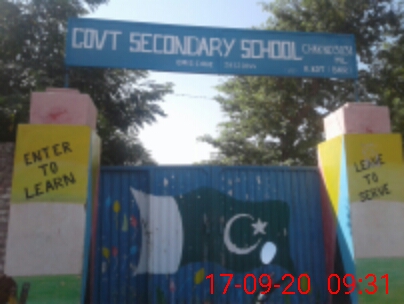 GOVT SECONDARY SCHOOL
ENTER
TO
LEARN
LEAVE
TO
SERVE
17-09-20 09:31